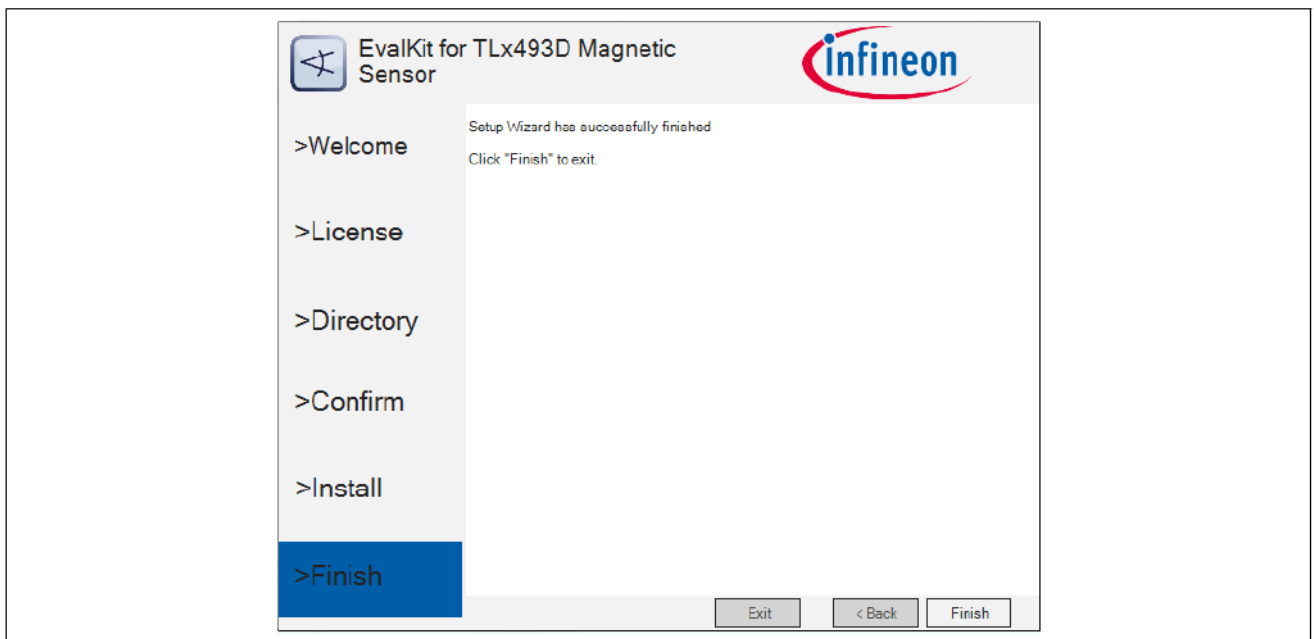 EvalKit for TLx493D Magnetic
Sensor
infineon
>Welcome
Setup Wizard has successfully finished
Click "Finish" to exit.
>License
>Directory
>Confirm
>Install
>Finish
Exit
< Back
Finish